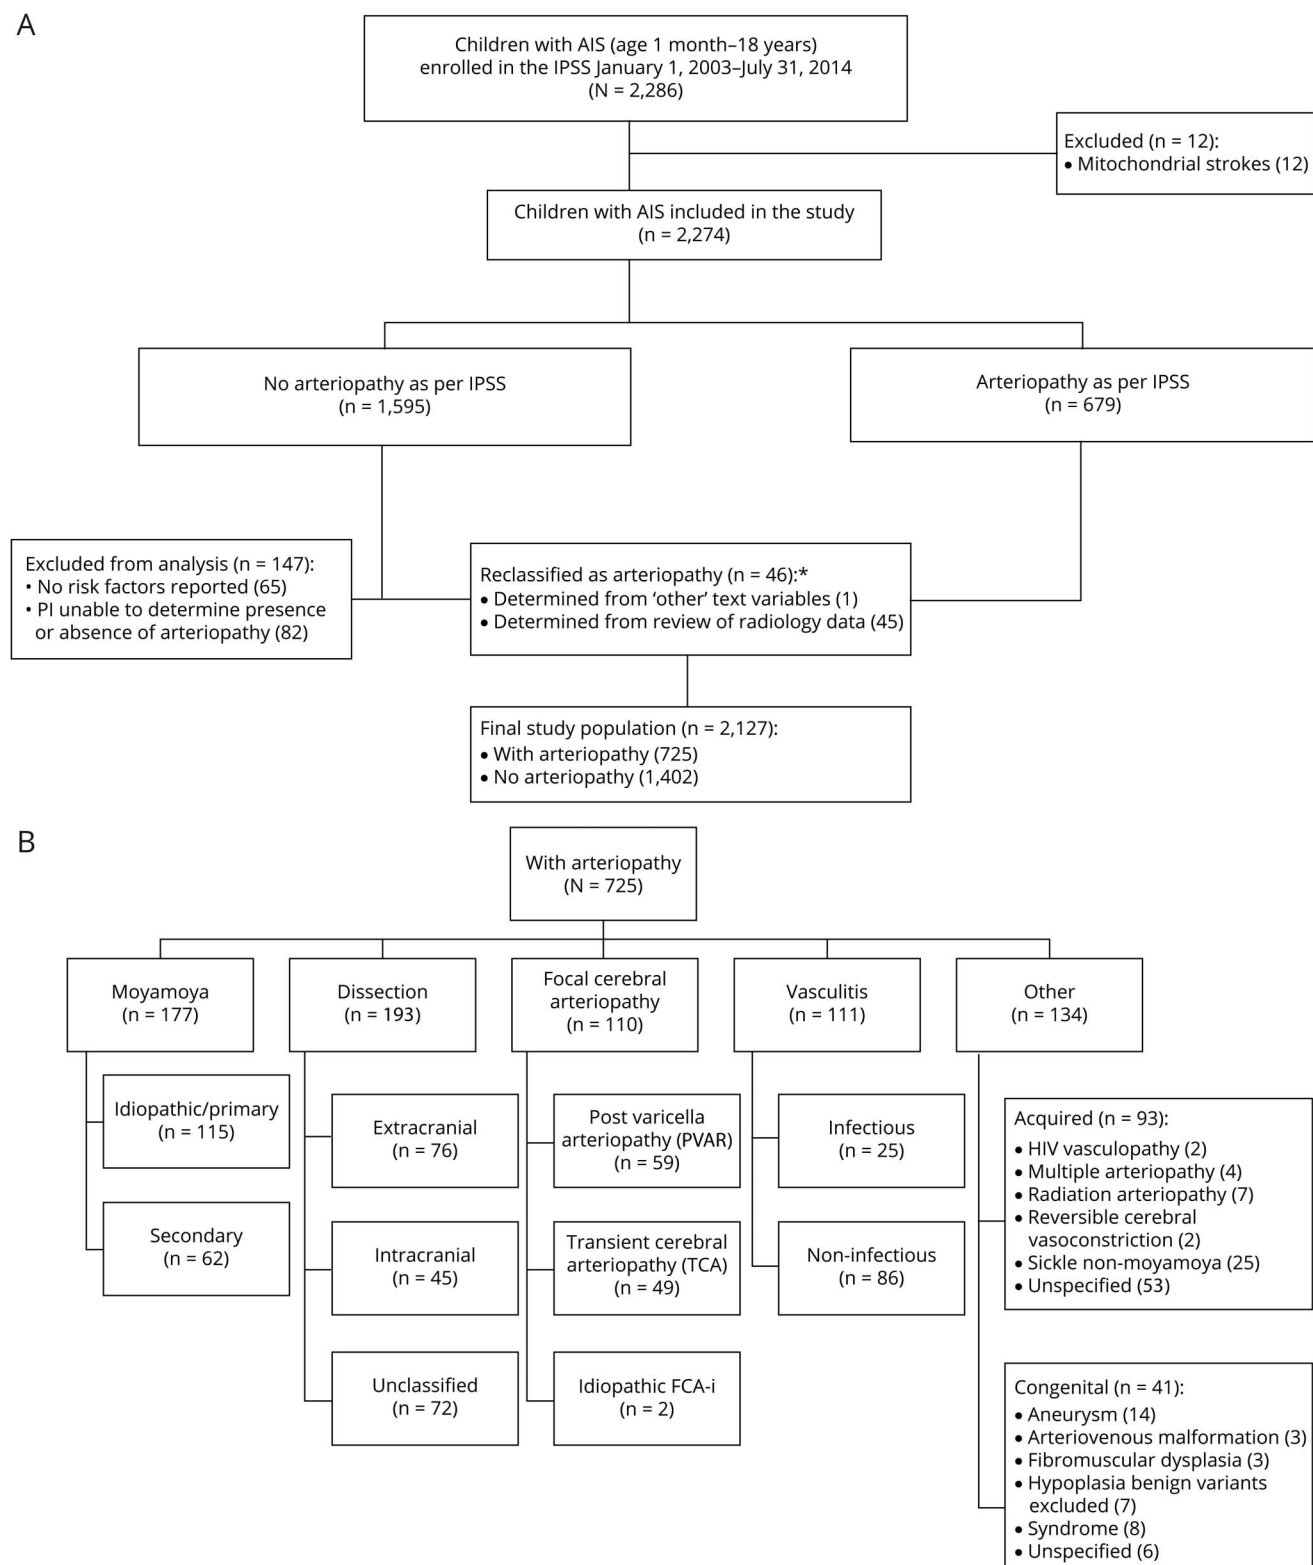 A
Children with AIS (age 1 month–18 years)
enrolled in the IPSS January 1, 2003–July 31, 2014
(N = 2,286)
Excluded (n = 12):
• Mitochondrial strokes (12)
Children with AIS included in the study
(n = 2,274)
No arteriopathy as per IPSS
(n = 1,595)
Arteriopathy as per IPSS
(n = 679)
Excluded from analysis (n = 147):
• No risk factors reported (65)
• PI unable to determine presence
or absence of arteriopathy (82)
Reclassified as arteriopathy (n = 46):*
• Determined from ‘other’ text variables (1)
• Determined from review of radiology data (45)
Final study population (n = 2,127):
• With arteriopathy (725)
• No arteriopathy (1,402)
B
With arteriopathy
(N = 725)
Moyamoya
(n = 177)
Idiopathic/primary
(n = 115)
Secondary
(n = 62)
Dissection
(n = 193)
Extracranial
(n = 76)
Intracranial
(n = 45)
Unclassified
(n = 72)
Focal cerebral
arteriopathy
(n = 110)
Post varicella
arteriopathy (PVAR)
(n = 59)
Transient cerebral
arteriopathy (TCA)
(n = 49)
Idiopathic FCA-i
(n = 2)
Vasculitis
(n = 111)
Infectious
(n = 25)
Non-infectious
(n = 86)
Other
(n = 134)
Acquired (n = 93):
• HIV vasculopathy (2)
• Multiple arteriopathy (4)
• Radiation arteriopathy (7)
• Reversible cerebral
vasoconstriction (2)
• Sickle non-moyamoya (25)
• Unspecified (53)
Congenital (n = 41):
• Aneurysm (14)
• Arteriovenous malformation (3)
• Fibromuscular dysplasia (3)
• Hypoplasia benign variants
excluded (7)
• Syndrome (8)
• Unspecified (6)